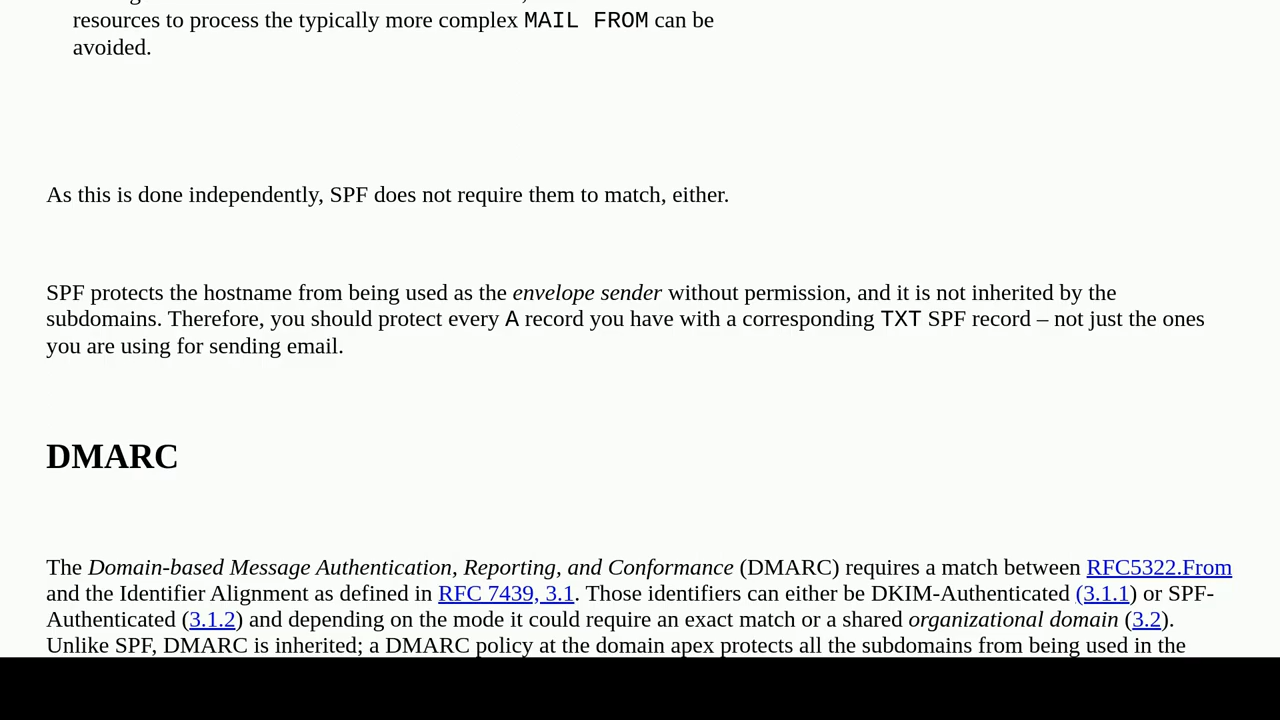 resources to process the typically more complex MAIL FROM can be
avoided.
As this is done independently, SPF does not require them to match, either.
SPF protects the hostname from being used as the envelope sender without permission, and it is not inherited by the
subdomains. Therefore, you should protect every A record you have with a corresponding TXT SPF record – not just the ones
you are using for sending email.
DMARC
The Domain-based Message Authentication, Reporting, and Conformance (DMARC) requires a match between RFC5322.From
and the Identifier Alignment as defined in RFC 7439, 3.1. Those identifiers can either be DKIM-Authenticated (3.1.1) or SPF-
Authenticated (3.1.2) and depending on the mode it could require an exact match or a shared organizational domain (3.2).
Unlike SPF, DMARC is inherited; a DMARC policy at the domain apex protects all the subdomains from being used in the